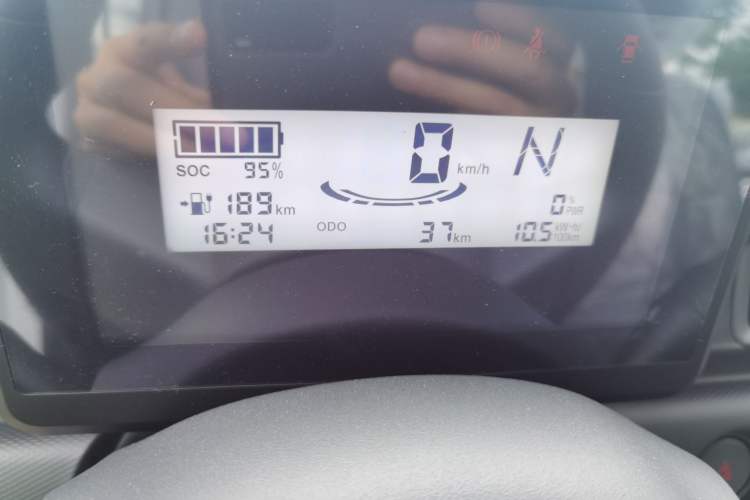 0 km/h N
SOC 95%
189 km 0 % PWR
16:24 ODO 37 km 10.5 kW·h/100km